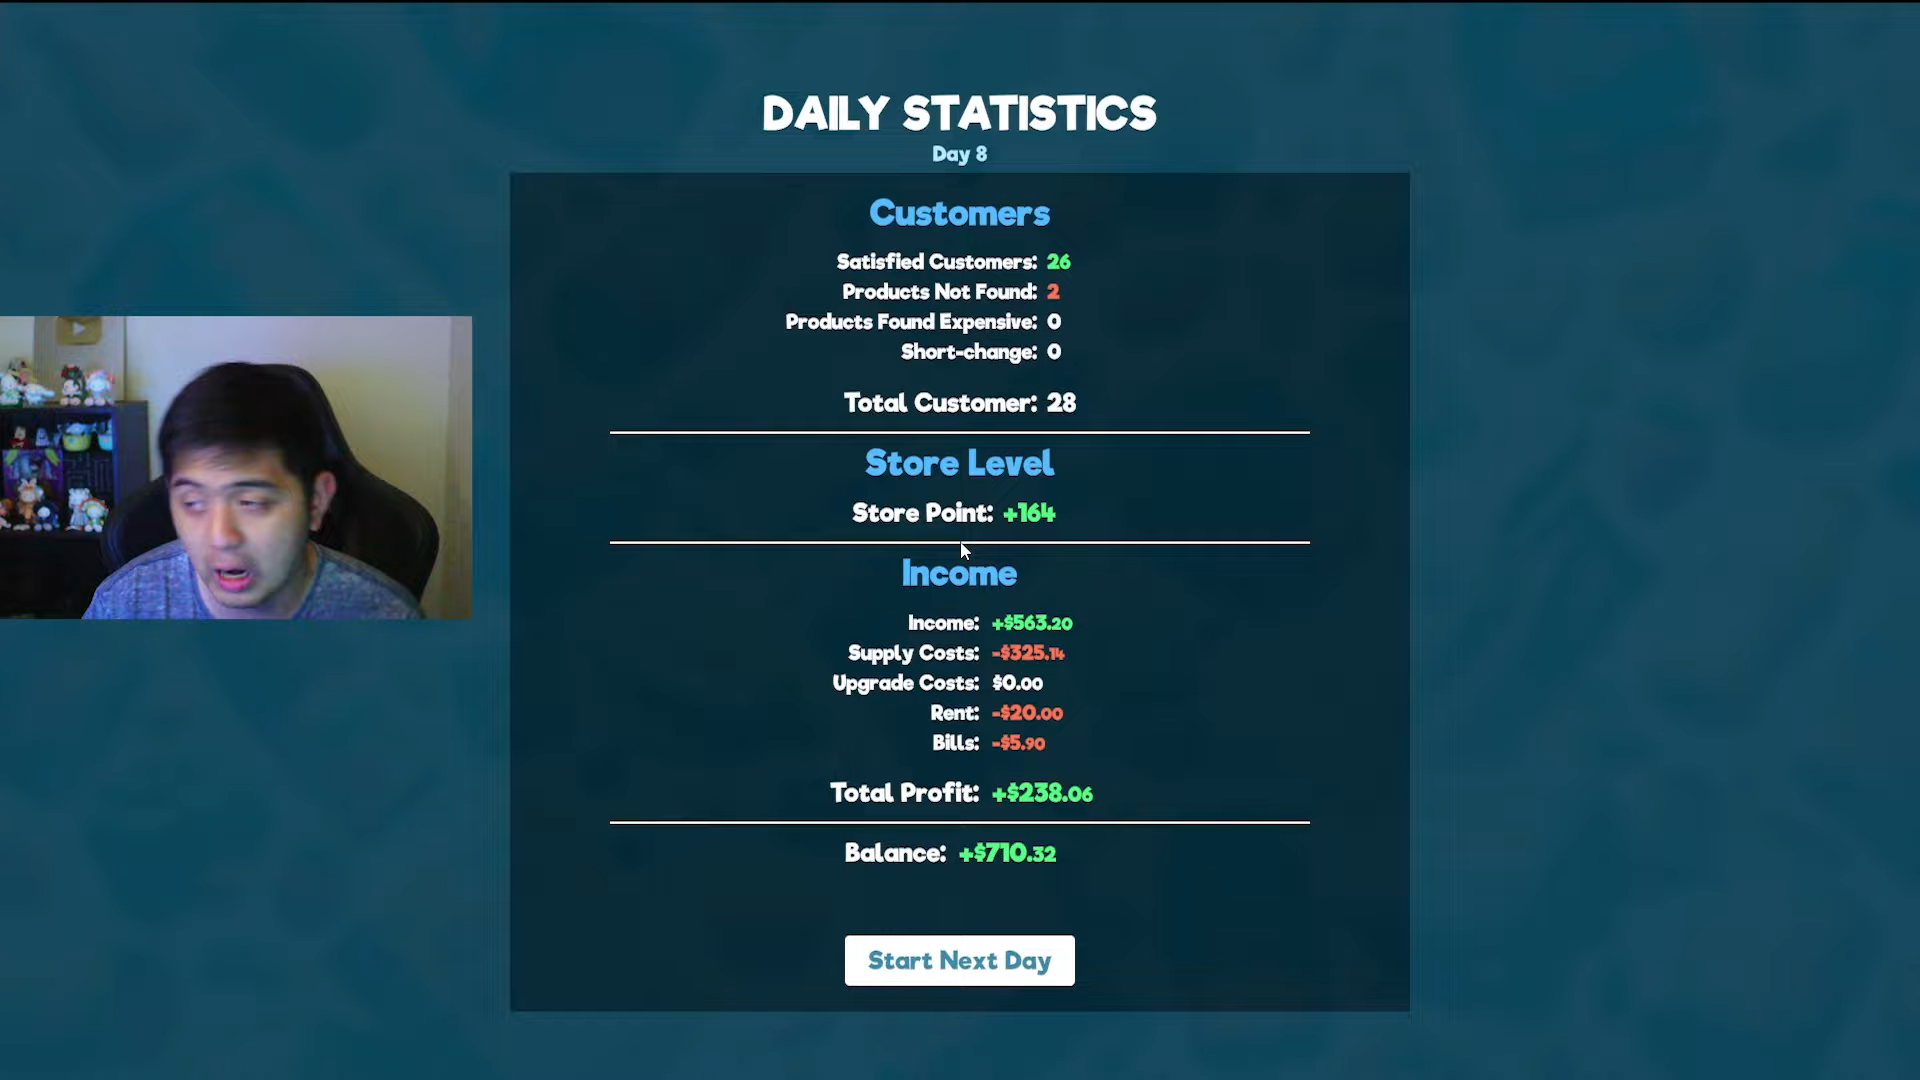 DAILY STATISTICS
Day 8
Customers
Satisfied Customers: 26
Products Not Found: 2
Products Found Expensive: 0
Short-change: 0
Total Customer: 28
Store Level
Store Point: +164
Income
Income: +$563.20
Supply Costs: -$325.14
Upgrade Costs: $0.00
Rent: -$20.00
Bills: -$5.90
Total Profit: +$238.06
Balance: +$710.32
Start Next Day